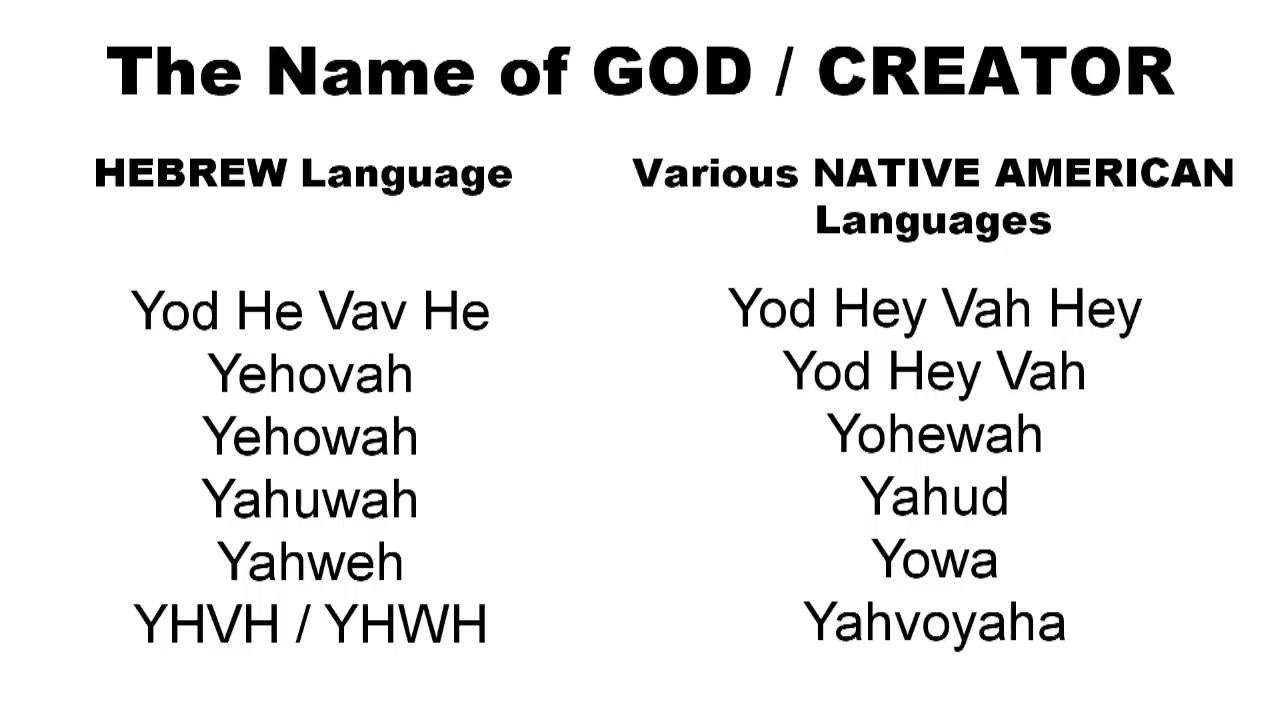 The Name of GOD / CREATOR
HEBREW Language
Yod He Vav He
Yehovah
Yehowah
Yahuwah
Yahweh
YHVH / YHWH
Various NATIVE AMERICAN
Languages
Yod Hey Vah Hey
Yod Hey Vah
Yohewah
Yahud
Yowa
Yahvoyaha